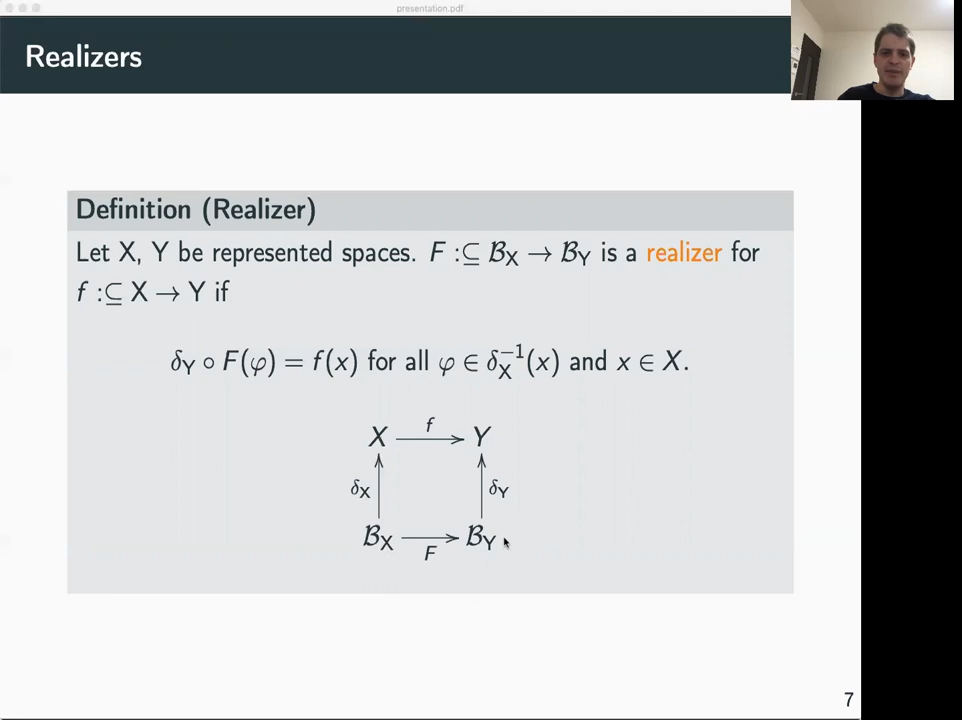 presentation.pdf
Realizers
Definition (Realizer)
Let X, Y be represented spaces. F :⊆ ℬ_X → ℬ_Y is a realizer for
f :⊆ X → Y if
δ_Y ∘ F(φ) = f(x) for all φ ∈ δ_X^{-1}(x) and x ∈ X.
X f Y
δ_X δ_Y
ℬ_X F ℬ_Y
7